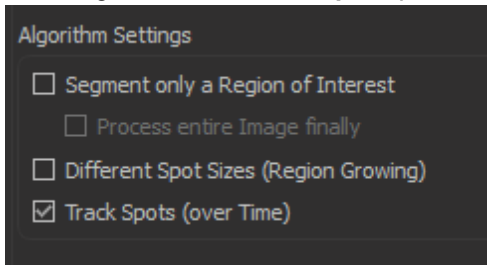 Algorithm Settings
Segment only a Region of Interest
Process entire Image finally
Different Spot Sizes (Region Growing)
Track Spots (over Time)